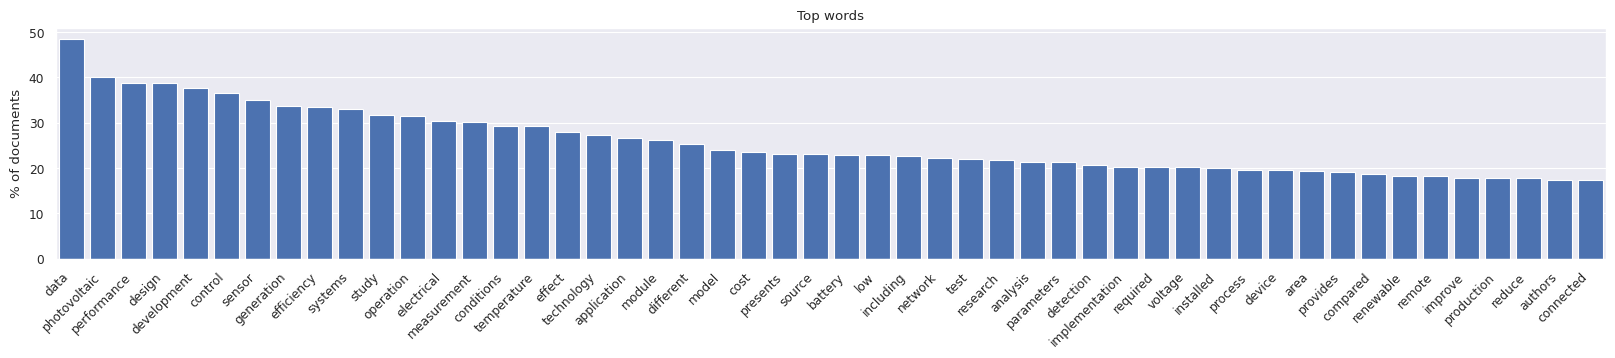 Top words
% of documents
50
40
30
20
10
0
data
photovoltaic
performance
design
development
control
sensor
generation
efficiency
systems
study
operation
electrical
measurement
conditions
temperature
effect
technology
application
module
different
model
cost
presents
source
battery
low
including
network
test
research
analysis
parameters
detection
implementation
required
voltage
installed
process
device
area
provides
compared
renewable
remote
improve
production
reduce
authors
connected